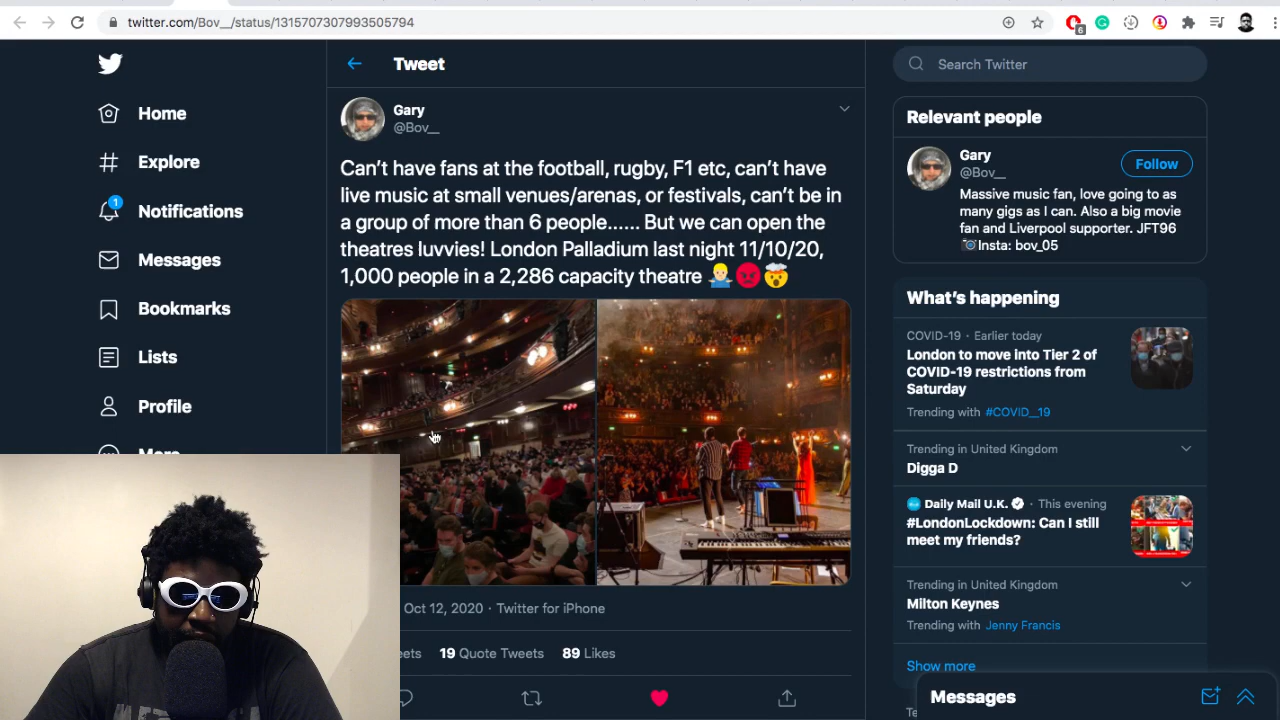 twitter.com/Bov__/status/1315707307993505794
6
Home
Explore
1
Notifications
Messages
Bookmarks
Lists
Profile
More
Tweet
Gary
@Bov__
Can't have fans at the football, rugby, F1 etc, can't have
live music at small venues/arenas, or festivals, can't be in
a group of more than 6 people...... But we can open the
theatres luvvies! London Palladium last night 11/10/20,
1,000 people in a 2,286 capacity theatre 🤷🏼‍♂️😡🤯
Oct 12, 2020 · Twitter for iPhone
19 Quote Tweets 89 Likes
Search Twitter
Relevant people
Gary
@Bov__
Follow
Massive music fan, love going to as
many gigs as I can. Also a big movie
fan and Liverpool supporter. JFT96
📷Insta: bov_05
What's happening
COVID-19 · Earlier today
London to move into Tier 2 of
COVID-19 restrictions from
Saturday
Trending with #COVID__19
Trending in United Kingdom
Digga D
Daily Mail U.K. · This evening
#LondonLockdown: Can I still
meet my friends?
Trending in United Kingdom
Milton Keynes
Trending with Jenny Francis
Show more
Messages